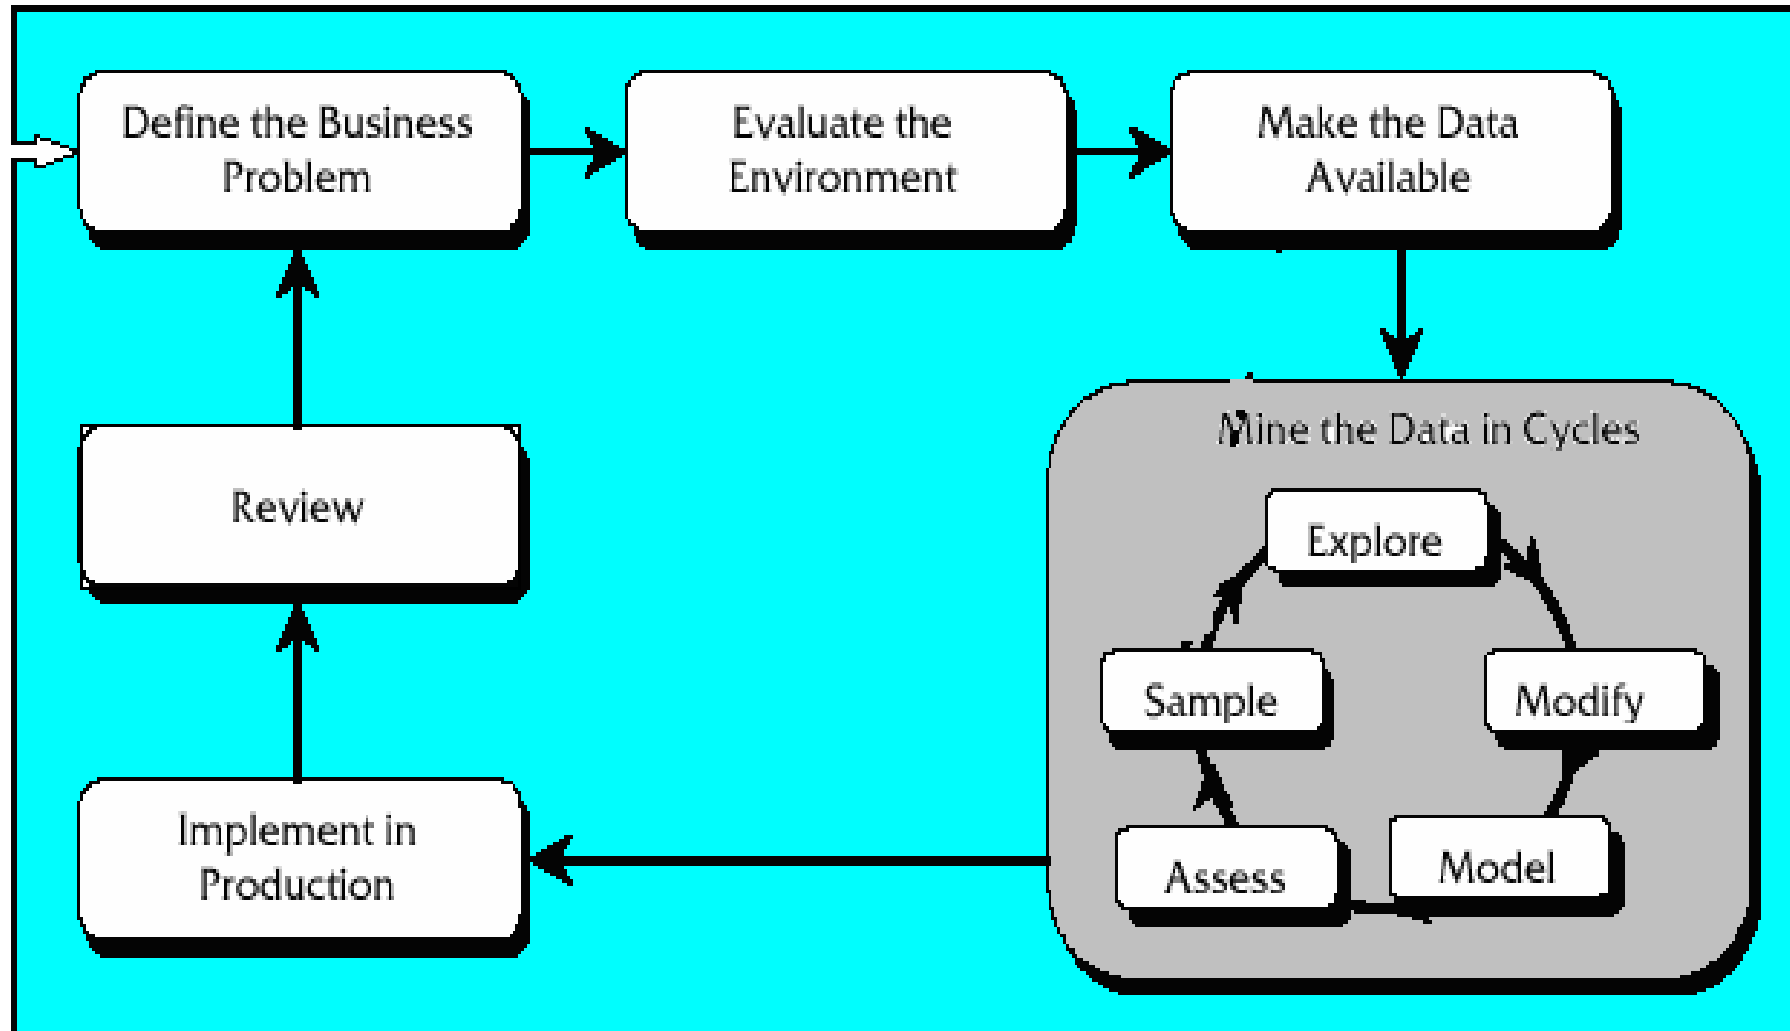 Define the Business
Problem
Evaluate the
Environment
Make the Data
Available
Mine the Data in Cycles
Explore
Sample
Modify
Assess
Model
Review
Implement in
Production